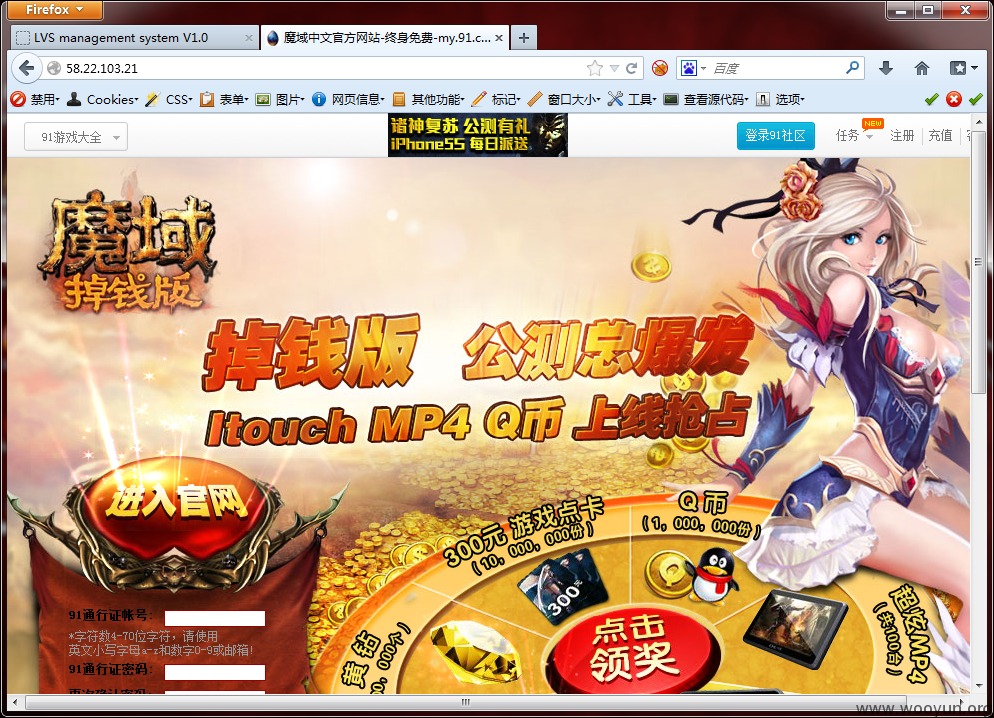 Firefox
LVS management system V1.0
魔域中文官方网站-终身免费-my.91.c...
58.22.103.21
百度
禁用 Cookies CSS 表单 图片 网页信息 其他功能 标记 窗口大小 工具 查看源代码 选项
91游戏大全
诸神复苏 公测有礼
iPhone5S 每日派送
登录91社区
任务
NEW
注册
充值
魔域
掉钱版
掉钱版 公测总爆发
Itouch MP4 Q币 上线抢占
进入官网
300元 游戏点卡
(10,000,000份)
Q币
(1,000,000份)
300元
点击
领奖
黄钻
超炫MP4
(共100台)
91通行证帐号:
*字符数4-70位字符，请使用
英文小写字母a-z和数字0-9或邮箱!
91通行证密码:
www.wooyun.org